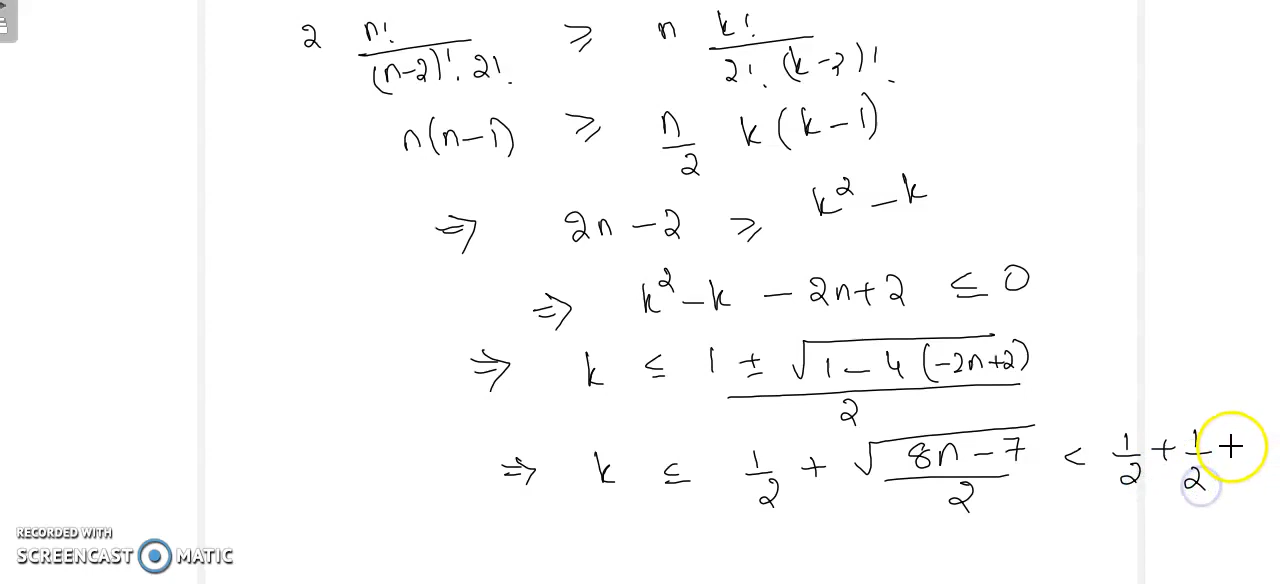 2 n!/((n-2)! . 2!) ≥ n k!/(2! . (k-2)!)
n(n-1) ≥ n/2 k(k-1)
⇒ 2n - 2 ≥ k² - k
⇒ k² - k - 2n + 2 ≤ 0
⇒ k ≤ 1 ± √(1 - 4(-2n+2)) / 2
⇒ k ≤ 1/2 + √(8n - 7)/2 < 1/2 + 1/2
RECORDED WITH
SCREENCAST MATIC